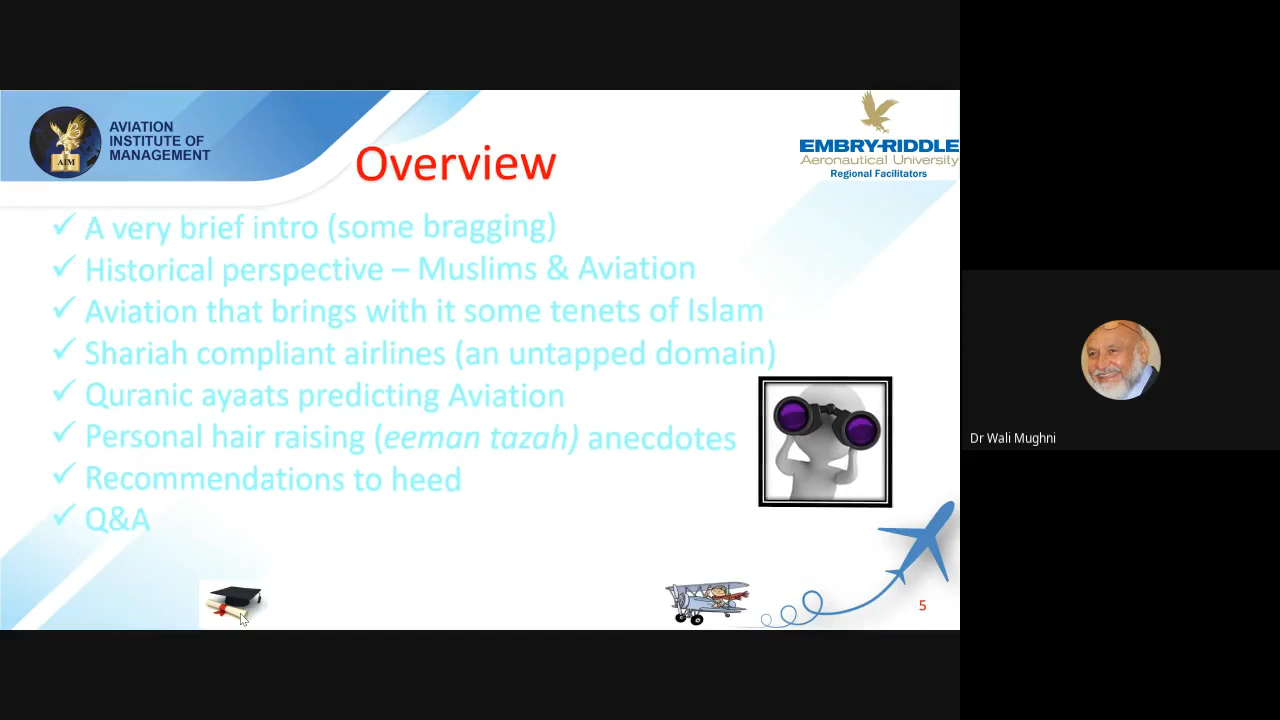 AVIATION
INSTITUTE OF
MANAGEMENT
AIM
EMBRY-RIDDLE
Aeronautical University
Regional Facilitators
Overview
✓ A very brief intro (some bragging)
✓ Historical perspective – Muslims & Aviation
✓ Aviation that brings with it some tenets of Islam
✓ Shariah compliant airlines (an untapped domain)
✓ Quranic ayaats predicting Aviation
✓ Personal hair raising (eeman tazah) anecdotes
✓ Recommendations to heed
✓ Q&A
5
Dr Wali Mughni